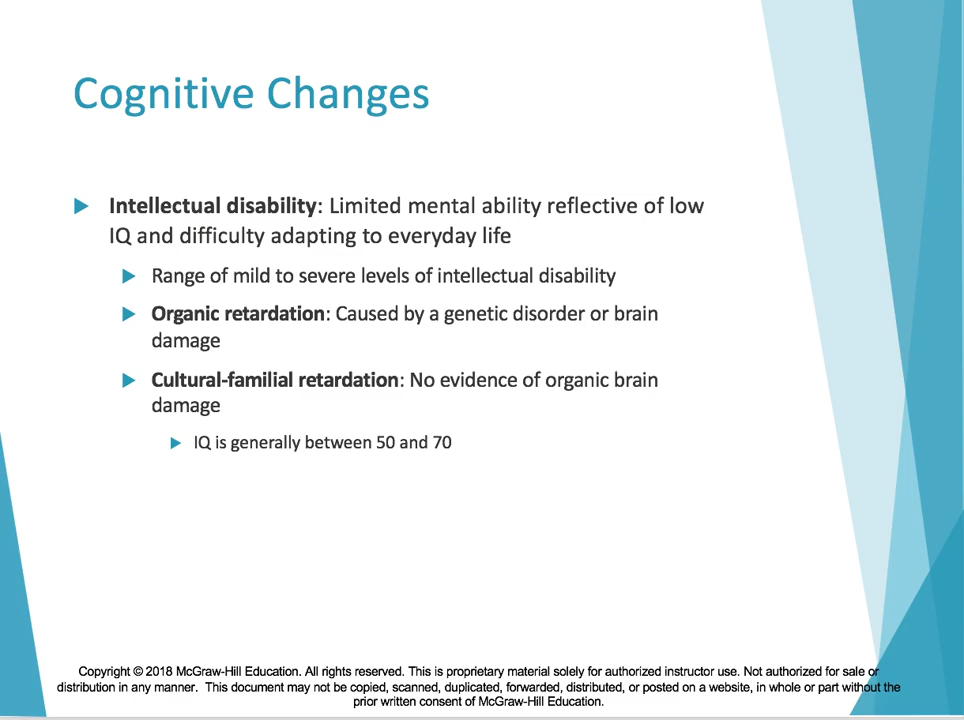 Cognitive Changes
Intellectual disability: Limited mental ability reflective of low
IQ and difficulty adapting to everyday life
Range of mild to severe levels of intellectual disability
Organic retardation: Caused by a genetic disorder or brain
damage
Cultural-familial retardation: No evidence of organic brain
damage
IQ is generally between 50 and 70
Copyright © 2018 McGraw-Hill Education. All rights reserved. This is proprietary material solely for authorized instructor use. Not authorized for sale or
distribution in any manner. This document may not be copied, scanned, duplicated, forwarded, distributed, or posted on a website, in whole or part without the
prior written consent of McGraw-Hill Education.